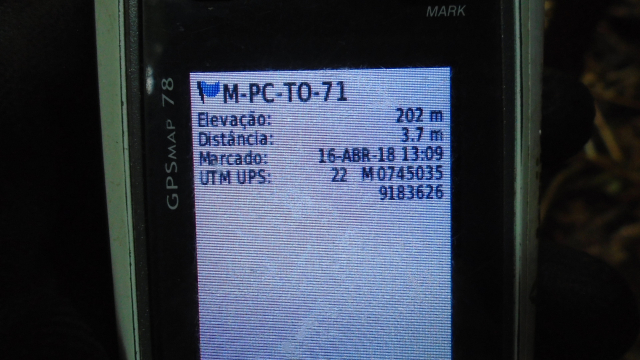 MARK
GPSMAP 78
M-PC-TO-71
Elevação: 202 m
Distância: 3.7 m
Marcado: 16-ABR-18 13:09
UTM UPS: 22 M 0745035
9183626